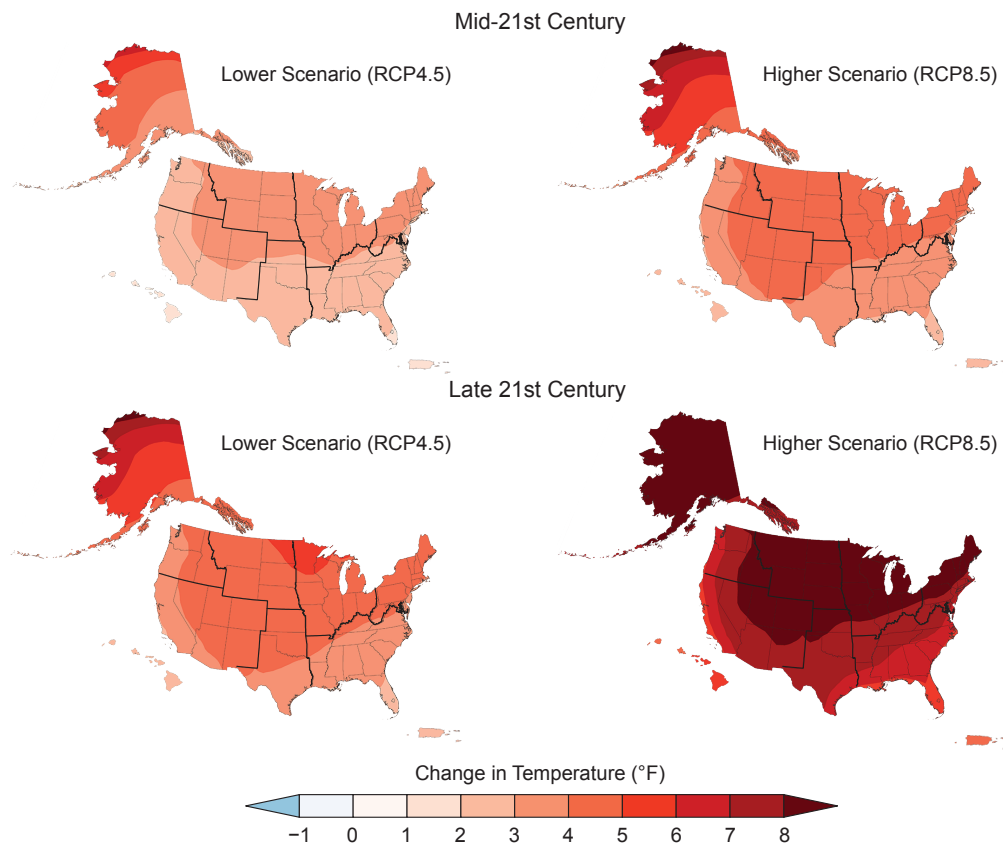 Mid-21st Century
Lower Scenario (RCP4.5)
Higher Scenario (RCP8.5)
Late 21st Century
Lower Scenario (RCP4.5)
Higher Scenario (RCP8.5)
Change in Temperature (°F)
−1 0 1 2 3 4 5 6 7 8